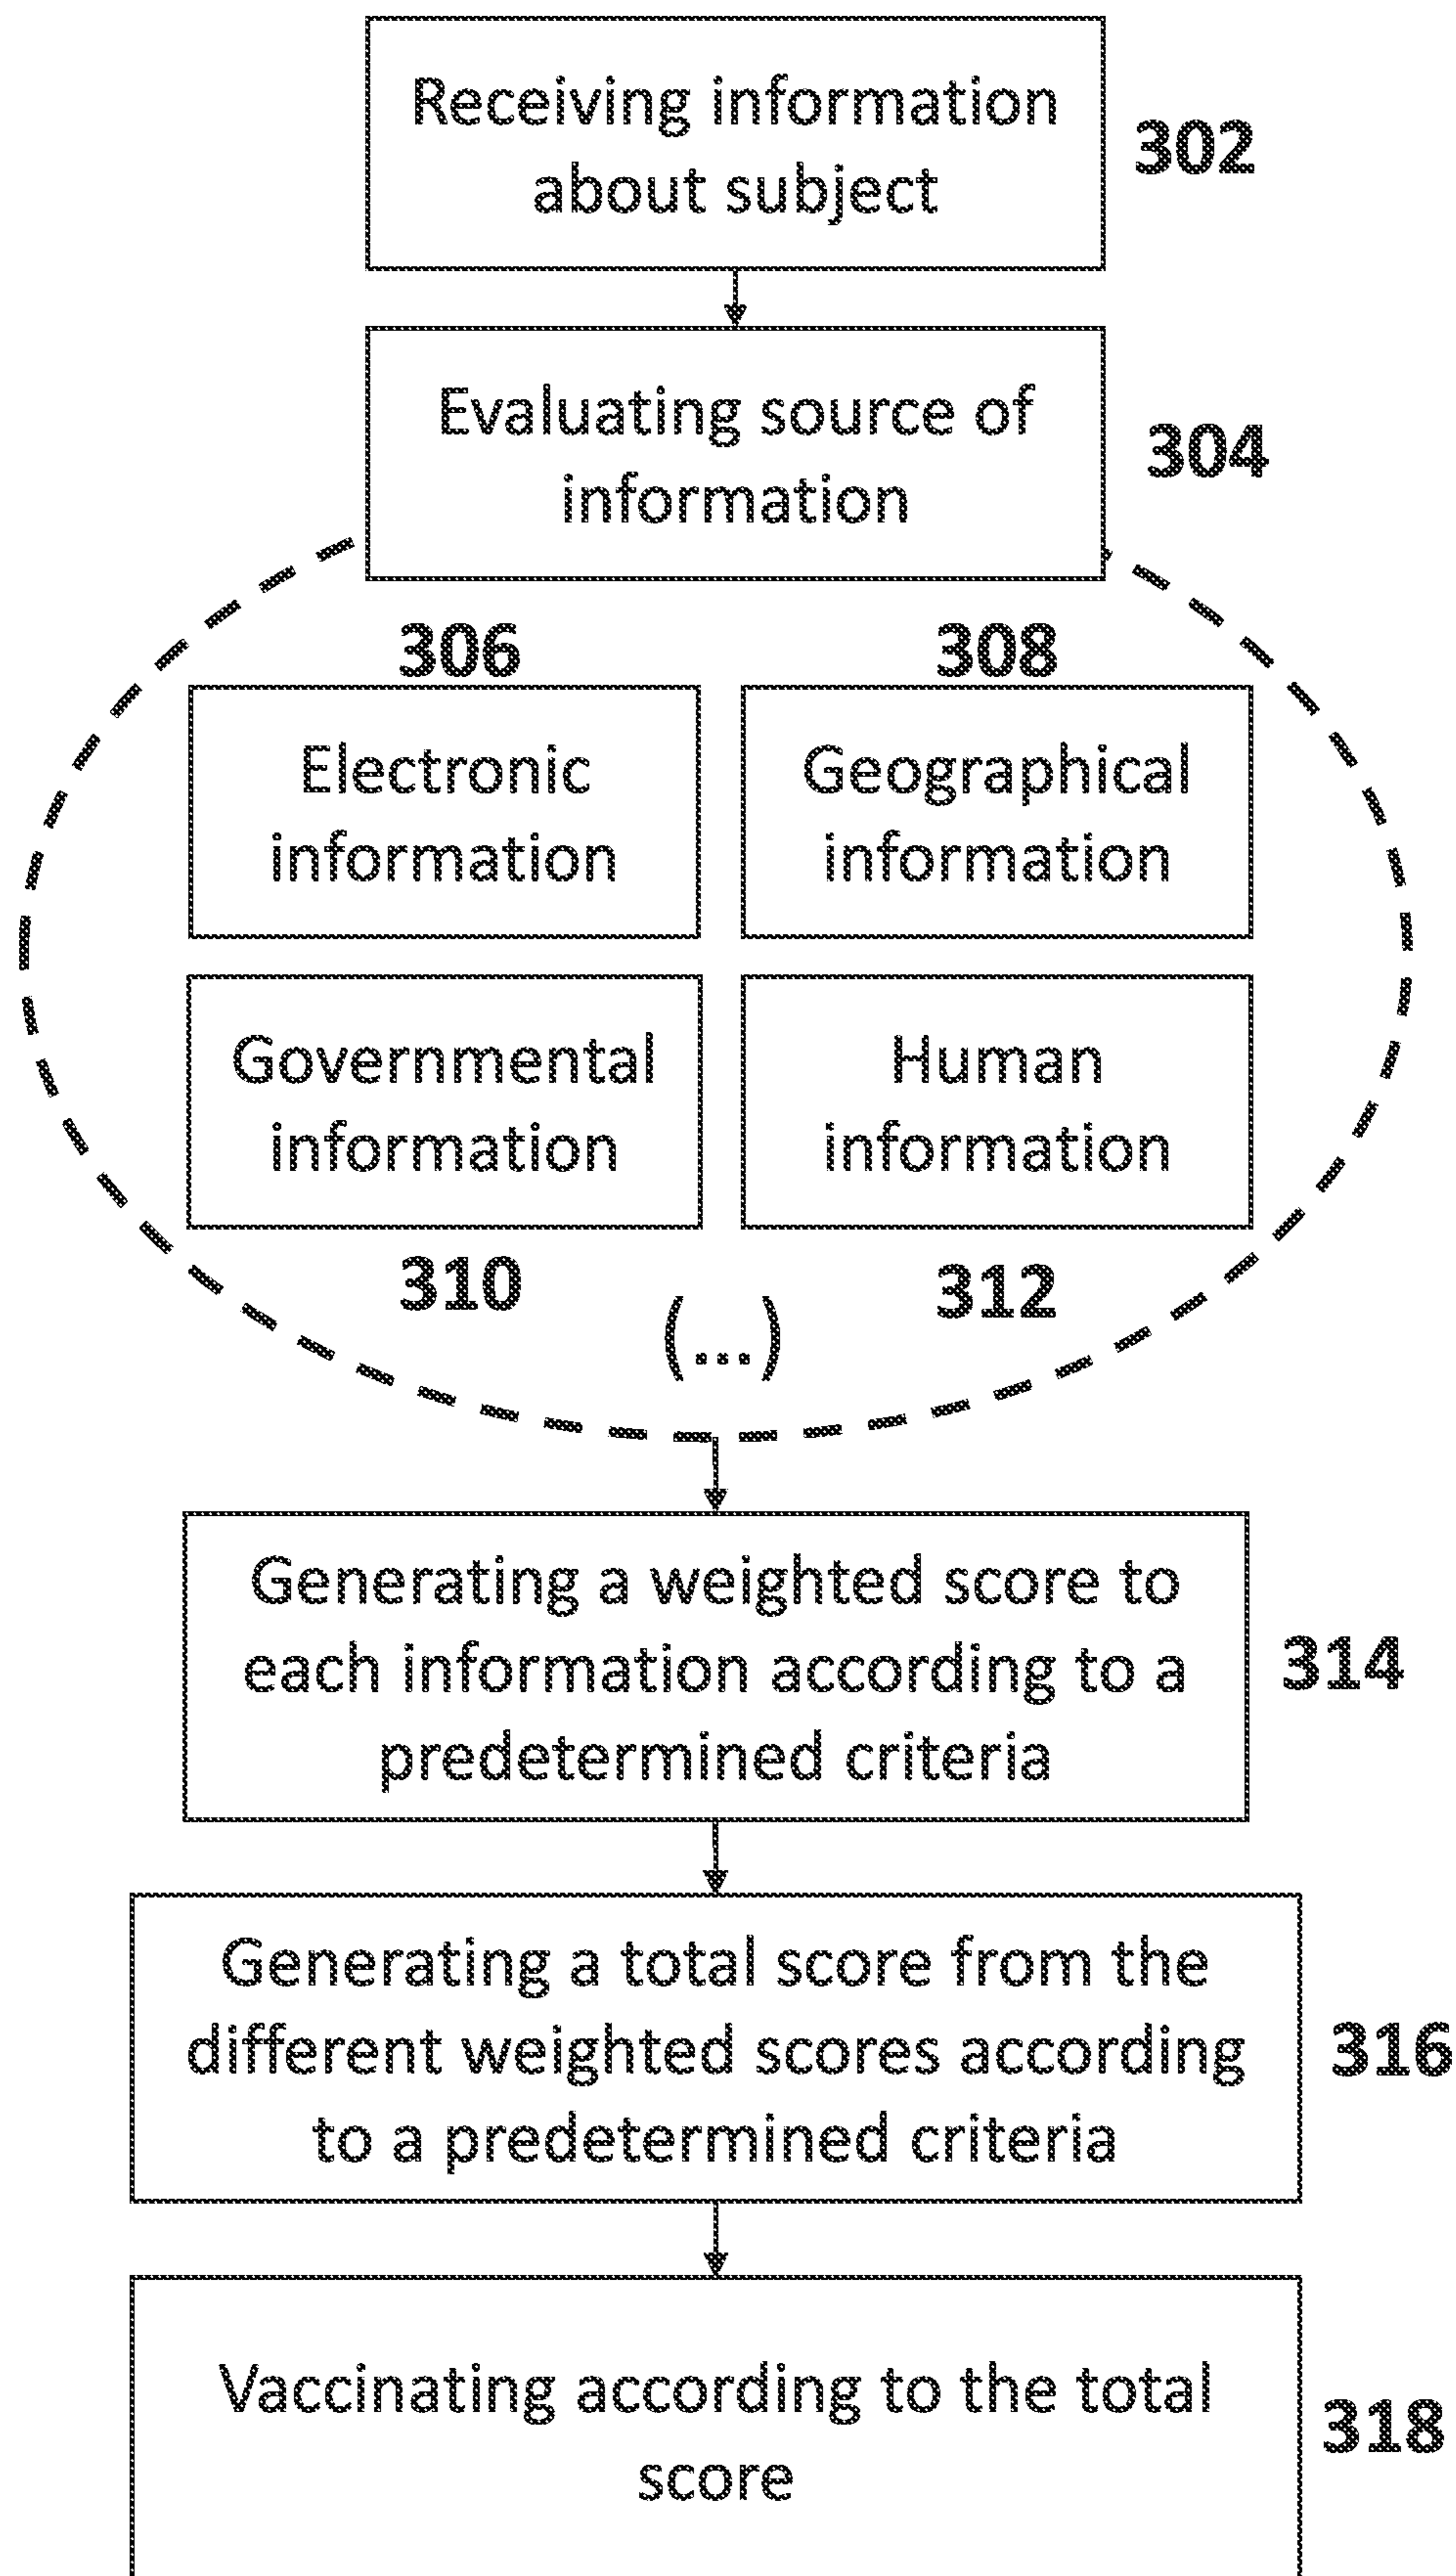 Receiving information
about subject
302
Evaluating source of
information
304
306
308
Electronic
information
Geographical
information
Governmental
information
Human
information
310
312
(...)
Generating a weighted score to
each information according to a
predetermined criteria
314
Generating a total score from the
different weighted scores according
to a predetermined criteria
316
Vaccinating according to the total
score
318